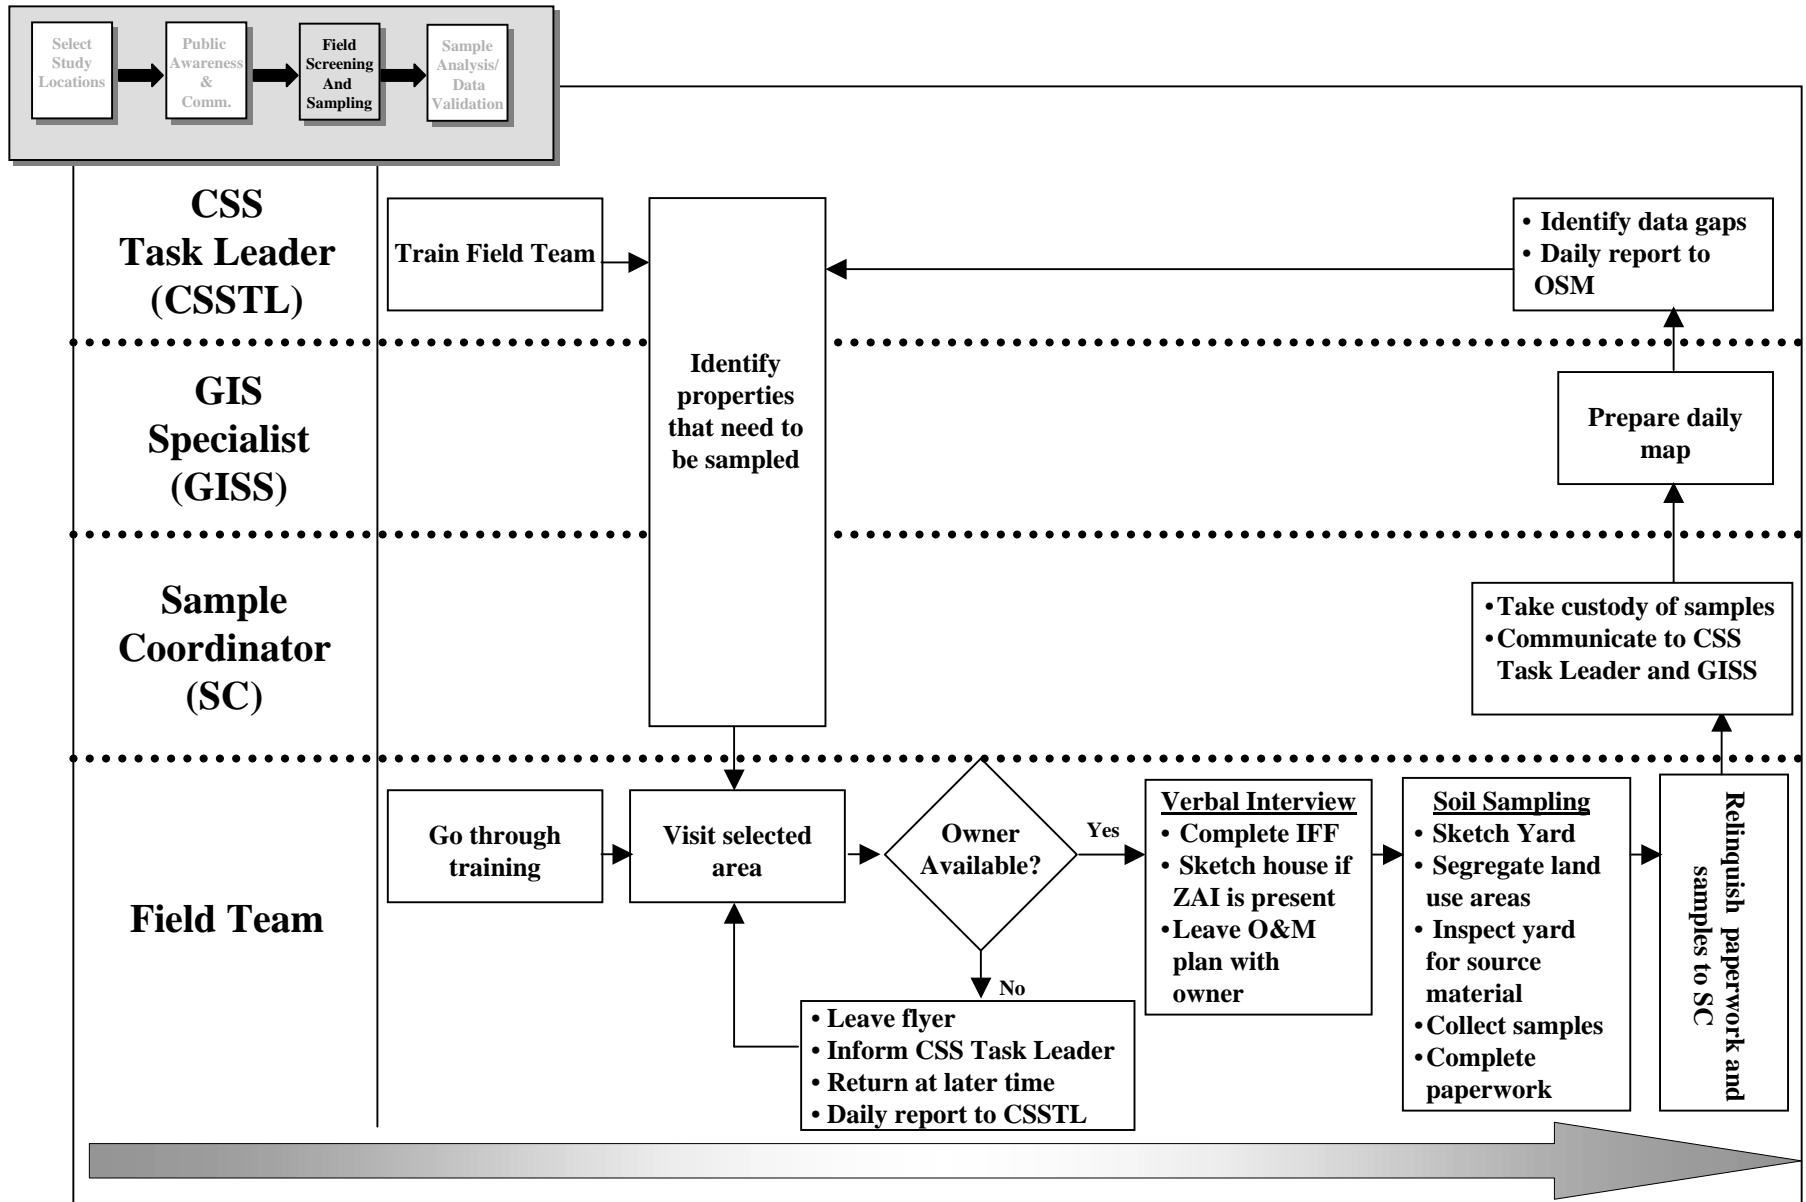 Select
Study
Locations
Public
Awareness
&
Comm.
Field
Screening
And
Sampling
Sample
Analysis/
Data
Validation
CSS
Task Leader
(CSSTL)
Train Field Team
• Identify data gaps
• Daily report to
OSM
GIS
Specialist
(GISS)
Identify
properties
that need to
be sampled
Prepare daily
map
Sample
Coordinator
(SC)
•Take custody of samples
•Communicate to CSS
Task Leader and GISS
Field Team
Go through
training
Visit selected
area
Owner
Available?
Yes
No
• Leave flyer
• Inform CSS Task Leader
• Return at later time
• Daily report to CSSTL
Verbal Interview
• Complete IFF
• Sketch house if
ZAI is present
•Leave O&M
plan with
owner
Soil Sampling
• Sketch Yard
• Segregate land
use areas
• Inspect yard
for source
material
•Collect samples
•Complete
paperwork
Relinquish paperwork and
samples to SC